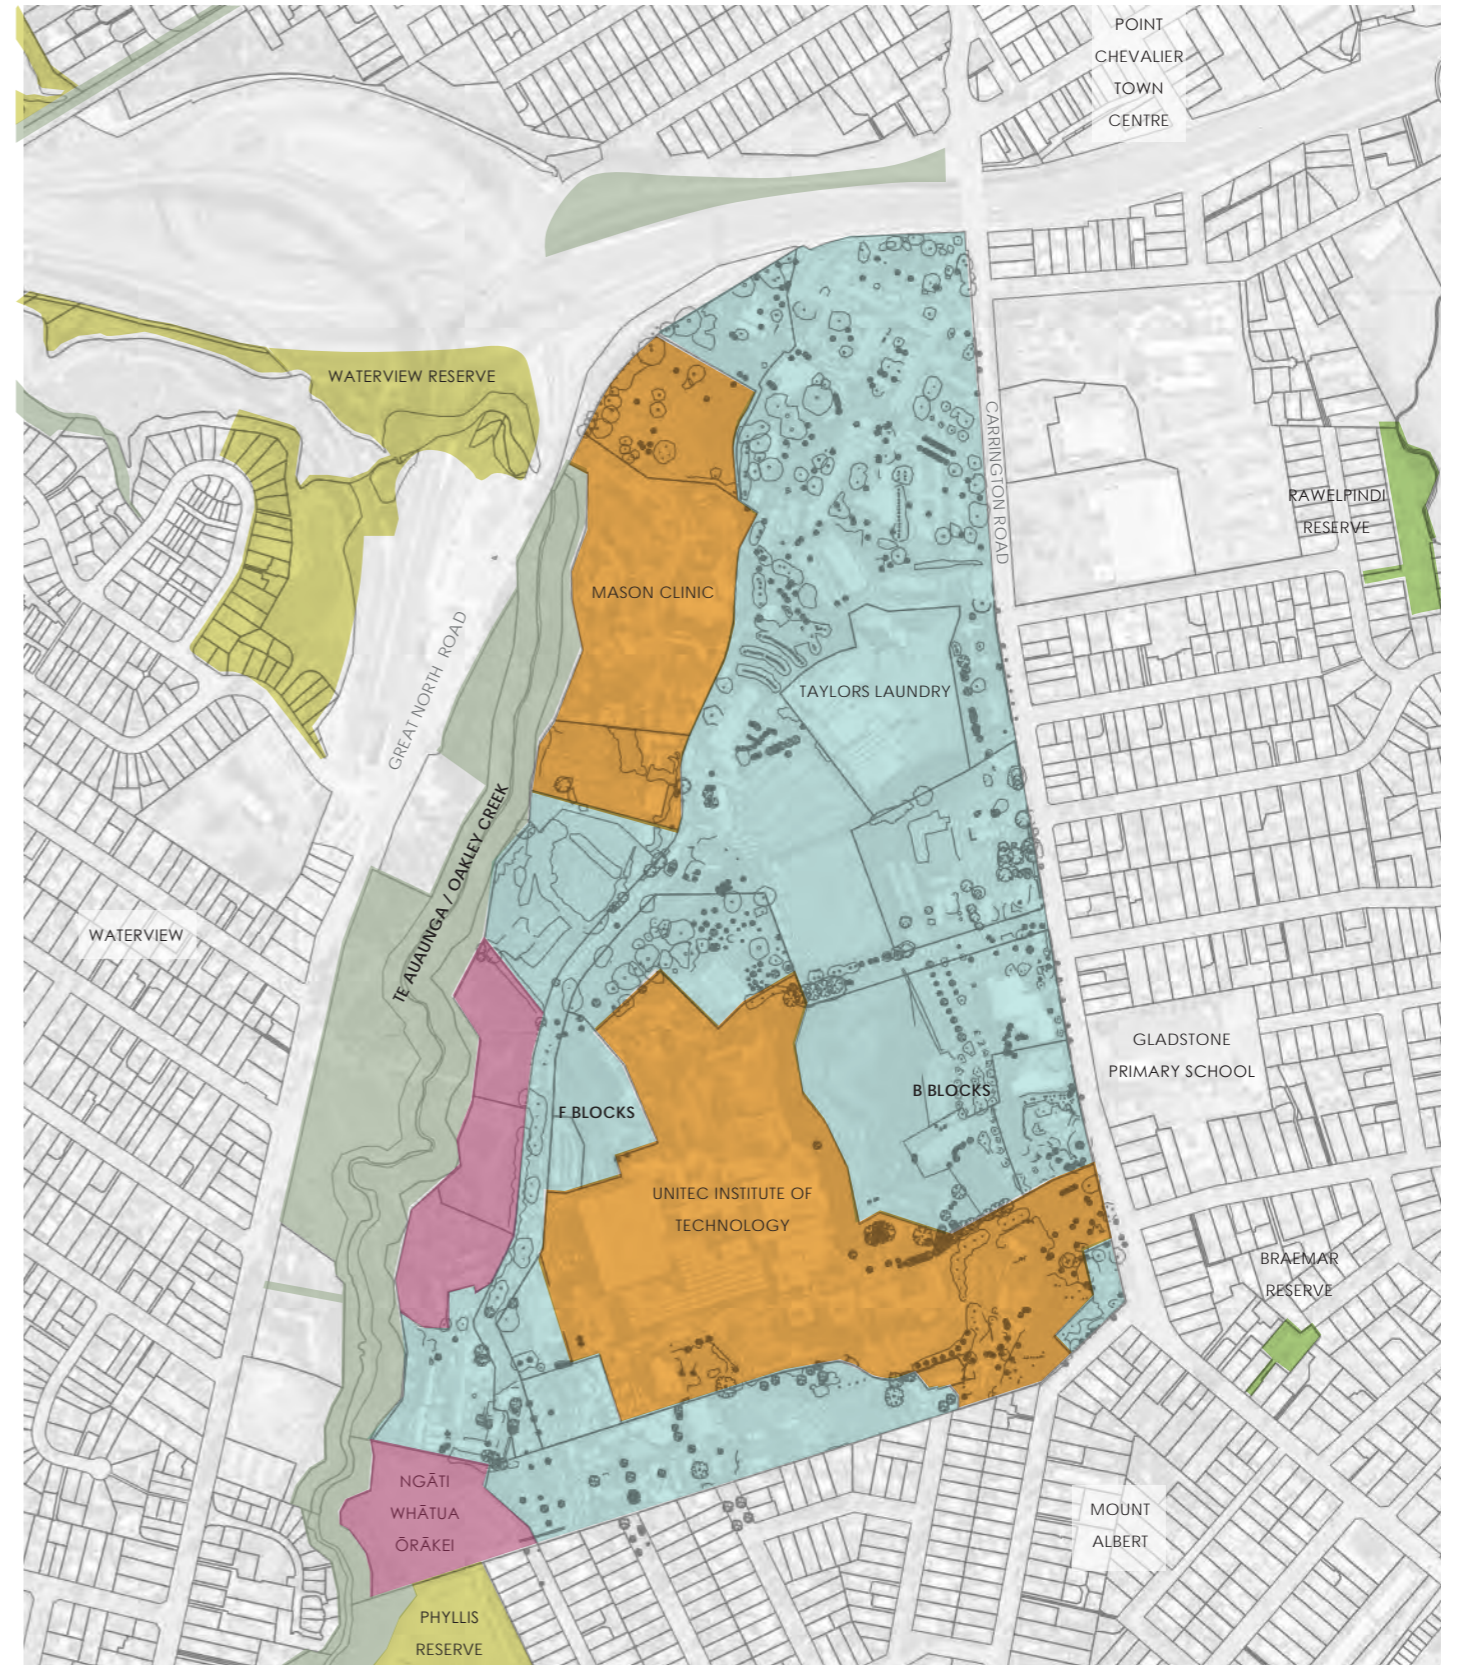 POINT
CHEVALIER
TOWN
CENTRE
WATERVIEW RESERVE
CARRINGTON ROAD
RAWELPINDI
RESERVE
MASON CLINIC
GREAT NORTH ROAD
TAYLORS LAUNDRY
TE AUAUNGA / OAKLEY CREEK
WATERVIEW
GLADSTONE
PRIMARY SCHOOL
B BLOCKS
F BLOCKS
UNITEC INSTITUTE OF
TECHNOLOGY
BRAEMAR
RESERVE
NGĀTI
WHĀTUA
ŌRĀKEI
MOUNT
ALBERT
PHYLLIS
RESERVE